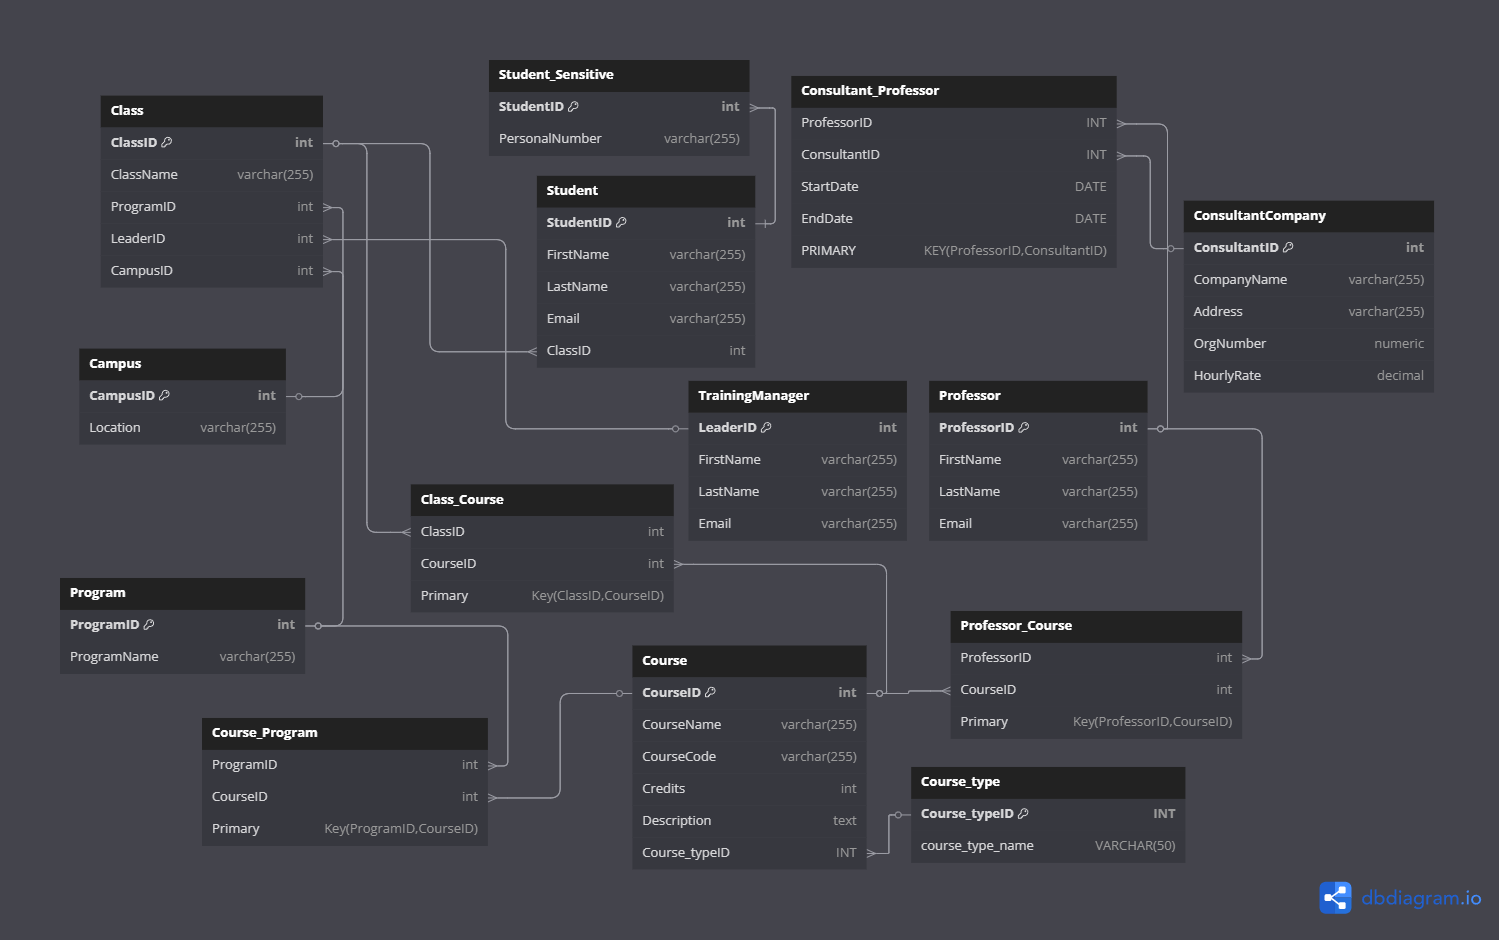 Student_Sensitive
StudentID int
PersonalNumber varchar(255)
Consultant_Professor
ProfessorID INT
ConsultantID INT
StartDate DATE
EndDate DATE
PRIMARY KEY(ProfessorID,ConsultantID)
Class
ClassID int
ClassName varchar(255)
ProgramID int
LeaderID int
CampusID int
Student
StudentID int
FirstName varchar(255)
LastName varchar(255)
Email varchar(255)
ClassID int
ConsultantCompany
ConsultantID int
CompanyName varchar(255)
Address varchar(255)
OrgNumber numeric
HourlyRate decimal
Campus
CampusID int
Location varchar(255)
TrainingManager
LeaderID int
FirstName varchar(255)
LastName varchar(255)
Email varchar(255)
Professor
ProfessorID int
FirstName varchar(255)
LastName varchar(255)
Email varchar(255)
Class_Course
ClassID int
CourseID int
Primary Key(ClassID,CourseID)
Program
ProgramID int
ProgramName varchar(255)
Professor_Course
ProfessorID int
CourseID int
Primary Key(ProfessorID,CourseID)
Course
CourseID int
CourseName varchar(255)
CourseCode varchar(255)
Credits int
Description text
Course_typeID INT
Course_Program
ProgramID int
CourseID int
Primary Key(ProgramID,CourseID)
Course_type
Course_typeID INT
course_type_name VARCHAR(50)
dbdiagram.io